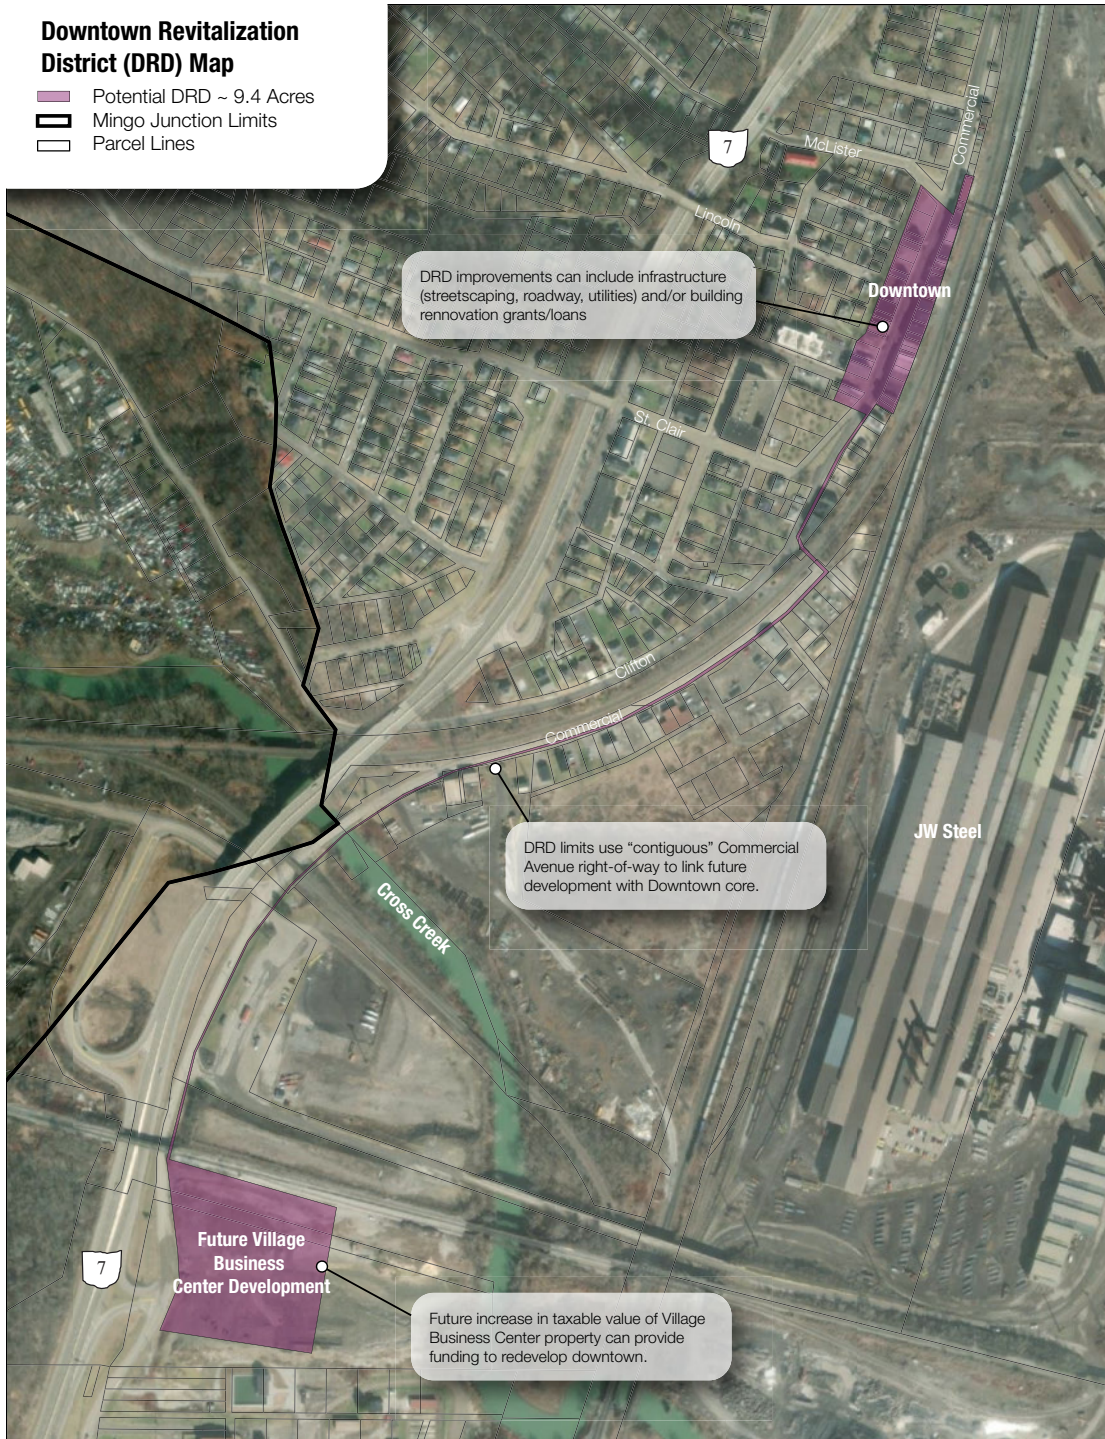 Downtown Revitalization
District (DRD) Map
Potential DRD ~ 9.4 Acres
Mingo Junction Limits
Parcel Lines
7
McLister
Commercial
Lincoln
DRD improvements can include infrastructure
(streetscaping, roadway, utilities) and/or building
rennovation grants/loans
Downtown
St. Clair
Clifton
Commercial
DRD limits use “contiguous” Commercial
Avenue right-of-way to link future
development with Downtown core.
JW Steel
Cross Creek
Future Village
Business
Center Development
7
Future increase in taxable value of Village
Business Center property can provide
funding to redevelop downtown.